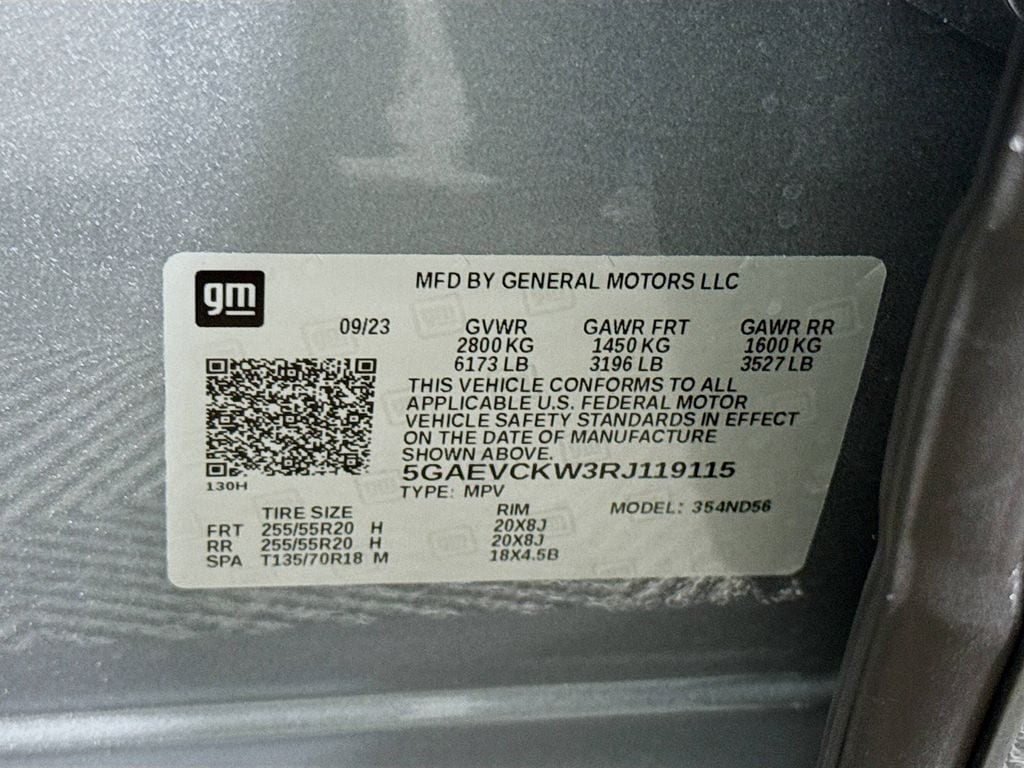 gm
MFD BY GENERAL MOTORS LLC
09/23 GVWR GAWR FRT GAWR RR
2800 KG 1450 KG 1600 KG
6173 LB 3196 LB 3527 LB
THIS VEHICLE CONFORMS TO ALL
APPLICABLE U.S. FEDERAL MOTOR
VEHICLE SAFETY STANDARDS IN EFFECT
ON THE DATE OF MANUFACTURE
SHOWN ABOVE.
5GAEVCKW3RJ119115
130H
TYPE: MPV
TIRE SIZE RIM MODEL: 354ND56
FRT 255/55R20 H 20X8J
RR 255/55R20 H 20X8J
SPA T135/70R18 M 18X4.5B